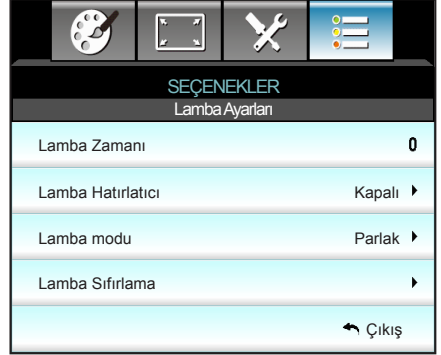 SEÇENEKLER
Lamba Ayarları
Lamba Zamanı 0
Lamba Hatırlatıcı Kapalı
Lamba modu Parlak
Lamba Sıfırlama
Çıkış